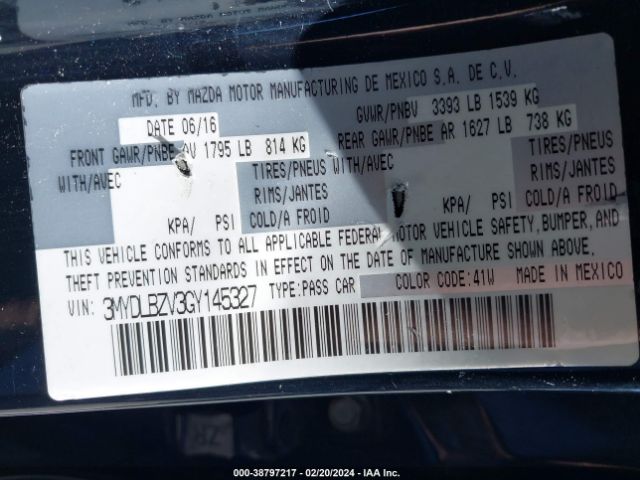 MFD. BY MAZDA MOTOR MANUFACTURING DE MEXICO S.A. DE C.V.
DATE 06/16 GVWR/PNBV 3393 LB 1539 KG
FRONT GAWR/PNBE AV 1795 LB 814 KG REAR GAWR/PNBE AR 1627 LB 738 KG
WITH/AVEC TIRES/PNEUS WITH/AVEC TIRES/PNEUS
RIMS/JANTES RIMS/JANTES
KPA/ PSI COLD/A FROID KPA/ PSI COLD/A FROID
THIS VEHICLE CONFORMS TO ALL APPLICABLE FEDERAL MOTOR VEHICLE SAFETY, BUMPER, AND
THEFT PREVENTION STANDARDS IN EFFECT ON THE DATE OF MANUFACTURE SHOWN ABOVE.
VIN: 3MYDLBZV3GY145327 TYPE:PASS CAR COLOR CODE:41W MADE IN MEXICO
000-38797217 - 02/20/2024 - IAA Inc.